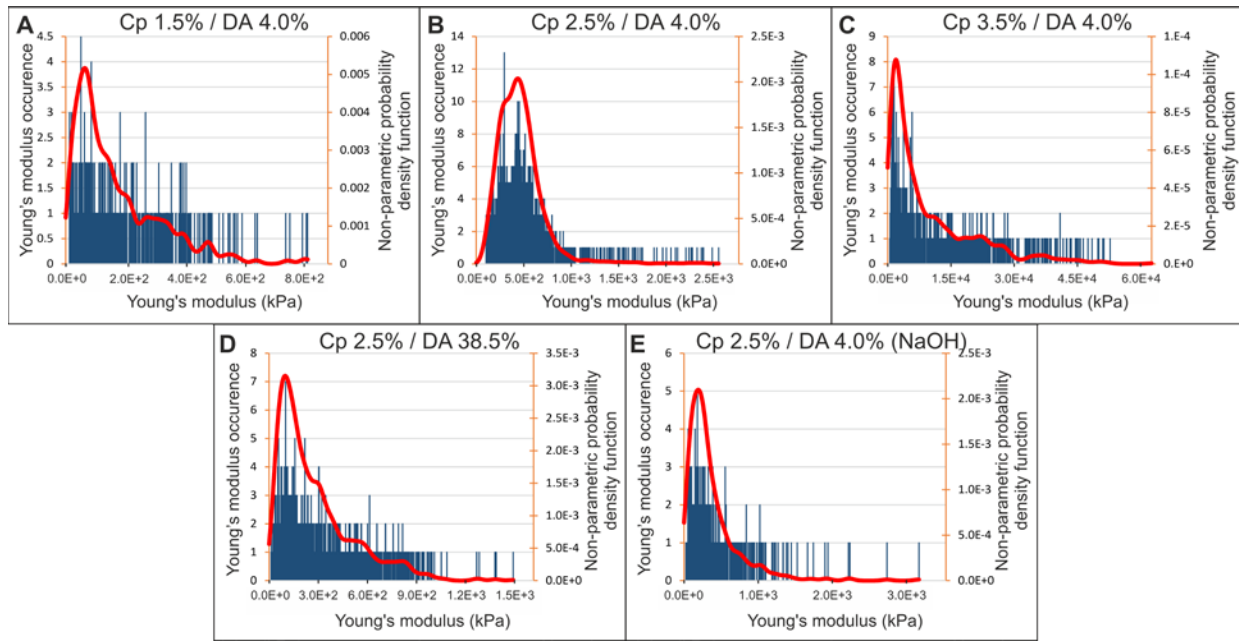 A Cp 1.5% / DA 4.0%
Young's modulus occurence
4.5
4
3.5
3
2.5
2
1.5
1
0.5
0
0.006
0.005
0.004
0.003
0.002
0.001
0
Non-parametric probability
density function
0.0E+0 2.0E+2 4.0E+2 6.0E+2 8.0E+2
Young's modulus (kPa)
B Cp 2.5% / DA 4.0%
Young's modulus occurence
14
12
10
8
6
4
2
0
2.5E-3
2.0E-3
1.5E-3
1.0E-3
5.0E-4
0.0E+0
Non-parametric probability
density function
0.0E+0 5.0E+2 1.0E+3 1.5E+3 2.0E+3 2.5E+3
Young's modulus (kPa)
C Cp 3.5% / DA 4.0%
Young's modulus occurence
9
8
7
6
5
4
3
2
1
0
1.E-4
1.E-4
8.E-5
6.E-5
4.E-5
2.E-5
0.E+0
Non-parametric probability
density function
0.0E+0 1.5E+4 3.0E+4 4.5E+4 6.0E+4
Young's modulus (kPa)
D Cp 2.5% / DA 38.5%
Young's modulus occurence
8
7
6
5
4
3
2
1
0
3.5E-3
3.0E-3
2.5E-3
2.0E-3
1.5E-3
1.0E-3
5.0E-4
0.0E+0
Non-parametric probability
density function
0.0E+0 3.0E+2 6.0E+2 9.0E+2 1.2E+3 1.5E+3
Young's modulus (kPa)
E Cp 2.5% / DA 4.0% (NaOH)
Young's modulus occurence
6
5
4
3
2
1
0
2.5E-3
2.0E-3
1.5E-3
1.0E-3
5.0E-4
0.0E+0
Non-parametric probability
density function
0.0E+0 1.0E+3 2.0E+3 3.0E+3
Young's modulus (kPa)